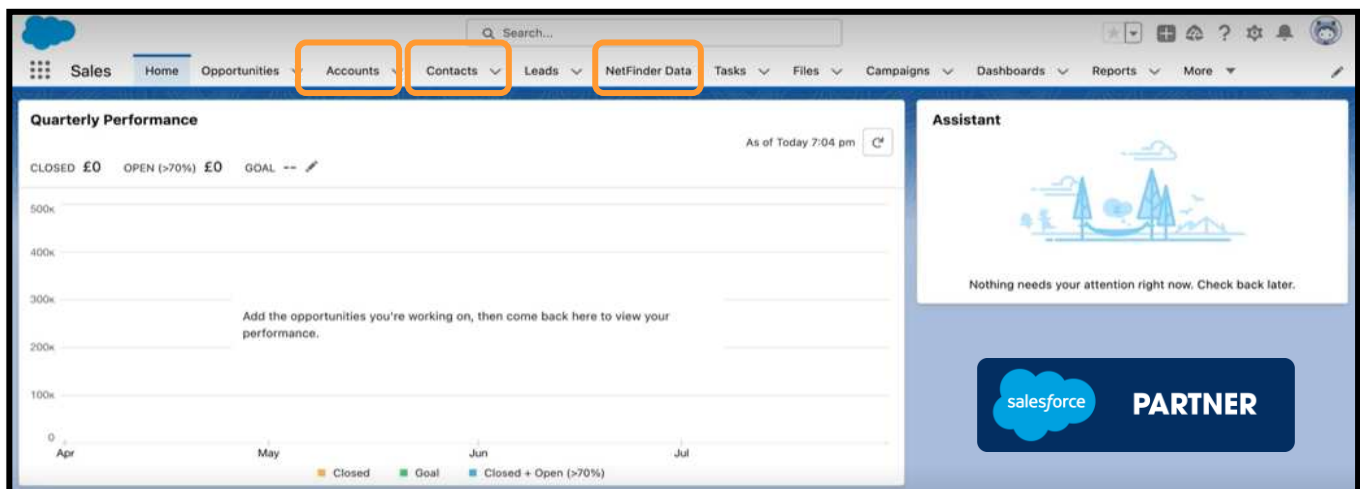 Search...
Sales Home Opportunities Accounts Contacts Leads NetFinder Data Tasks Files Campaigns Dashboards Reports More
Quarterly Performance
As of Today 7:04 pm
CLOSED £0 OPEN (>70%) £0 GOAL --
500K
400K
300K
200K
100K
0
Add the opportunities you're working on, then come back here to view your
performance.
Apr May Jun Jul
Closed Goal Closed + Open (>70%)
Assistant
Nothing needs your attention right now. Check back later.
salesforce PARTNER